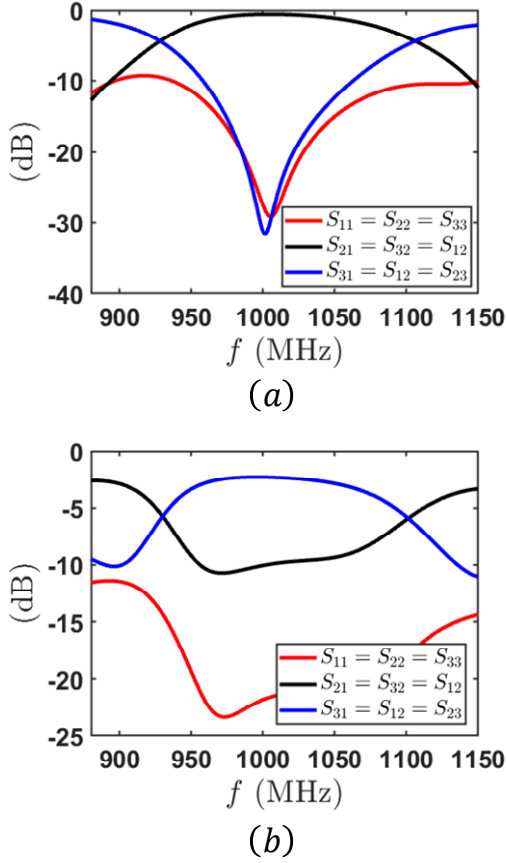 0
-10
-20
-30
-40
(dB)
S11 = S22 = S33
S21 = S32 = S12
S31 = S12 = S23
900 950 1000 1050 1100 1150
f (MHz)
(a)
0
-5
-10
-15
-20
-25
(dB)
S11 = S22 = S33
S21 = S32 = S12
S31 = S12 = S23
900 950 1000 1050 1100 1150
f (MHz)
(b)